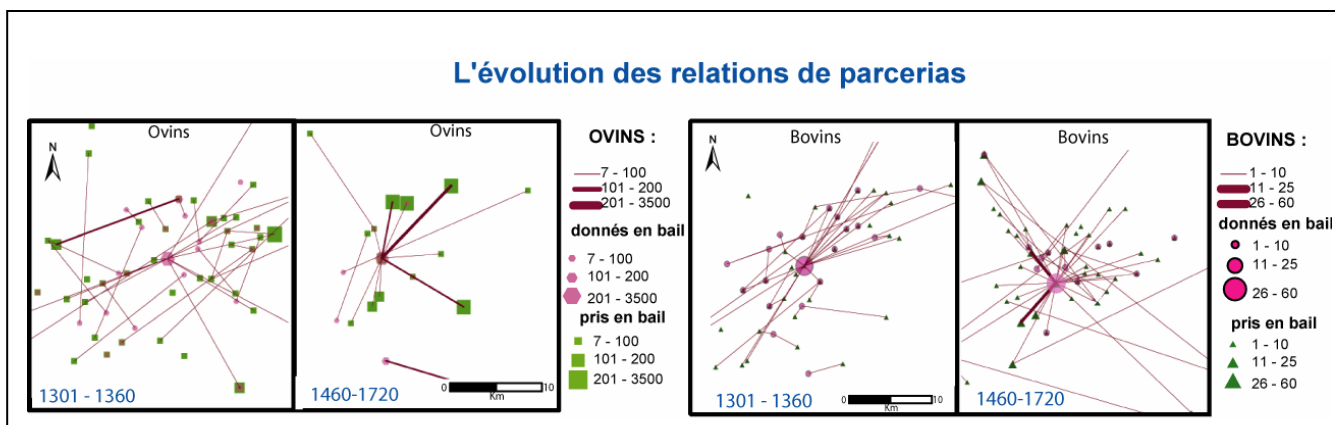 L'évolution des relations de parcerias
Ovins
N
1301 - 1360
Ovins
1460-1720
0 10
Km
OVINS :
7 - 100
101 - 200
201 - 3500
donnés en bail
7 - 100
101 - 200
201 - 3500
pris en bail
7 - 100
101 - 200
201 - 3500
Bovins
N
1301 - 1360
0 10
Km
Bovins
1460-1720
BOVINS :
1 - 10
11 - 25
26 - 60
donnés en bail
1 - 10
11 - 25
26 - 60
pris en bail
1 - 10
11 - 25
26 - 60